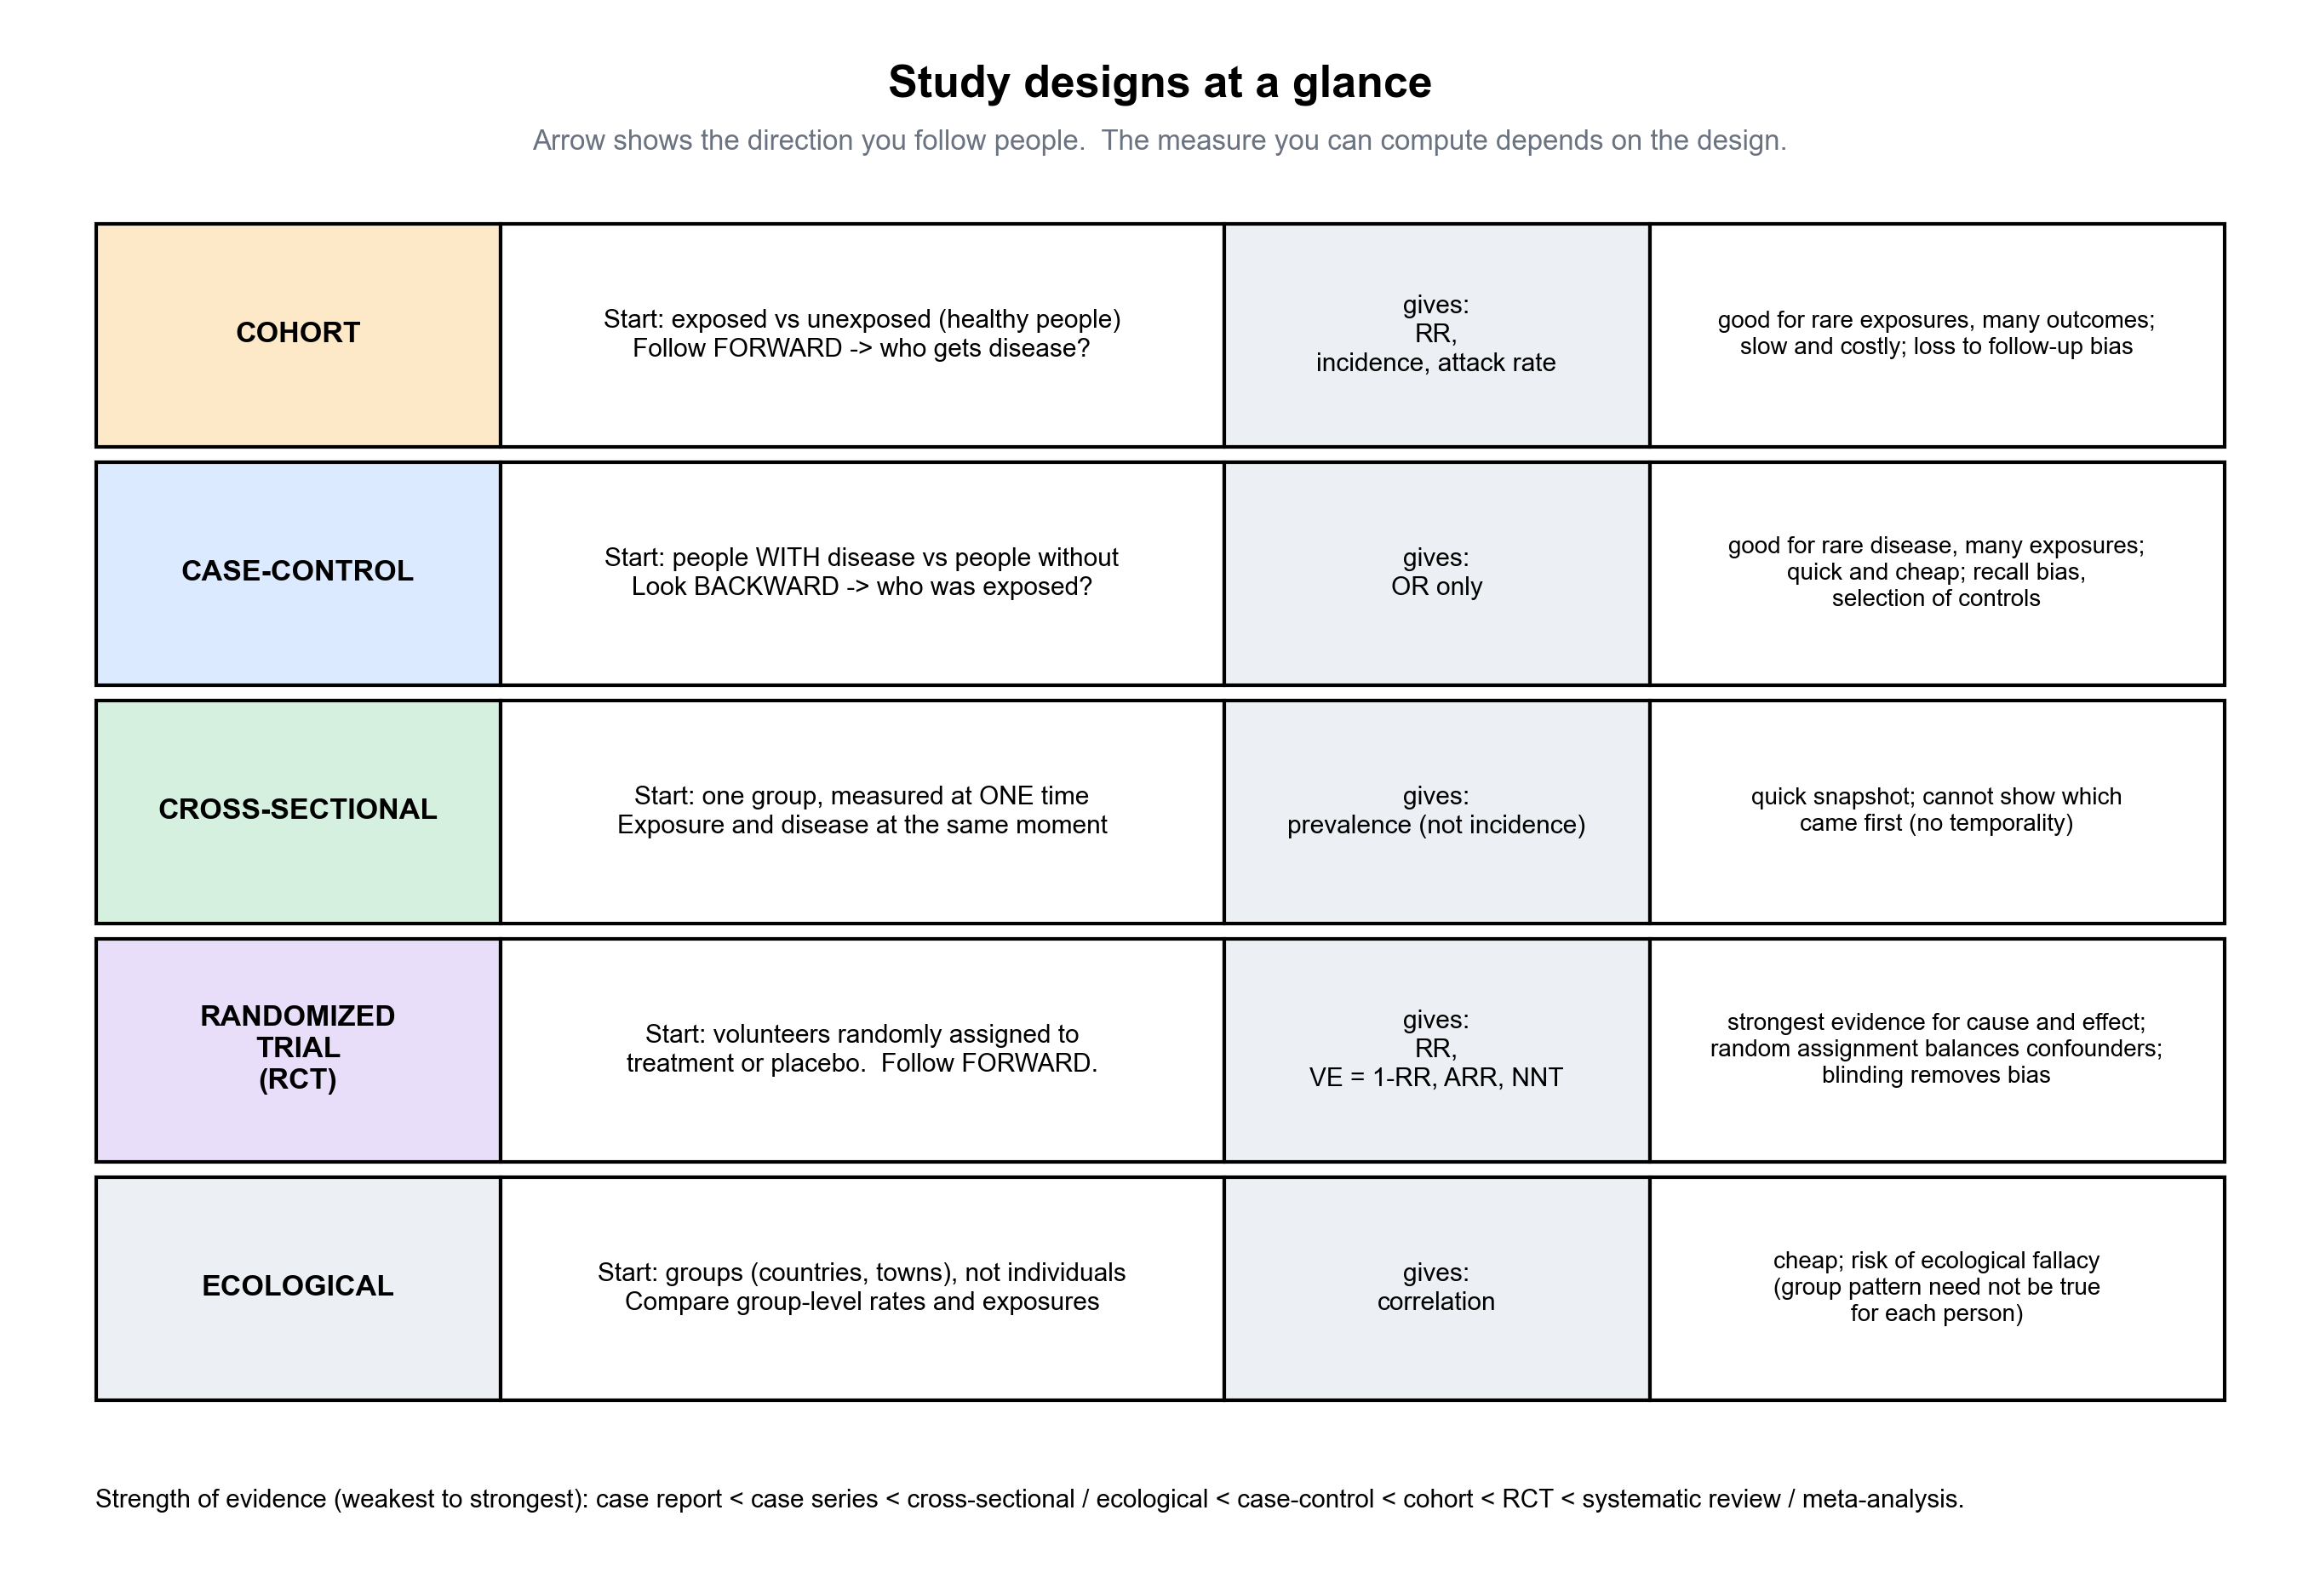 Study designs at a glance
Arrow shows the direction you follow people.  The measure you can compute depends on the design.
COHORT
Start: exposed vs unexposed (healthy people)
Follow FORWARD -> who gets disease?
gives:
RR,
incidence, attack rate
good for rare exposures, many outcomes;
slow and costly; loss to follow-up bias
CASE-CONTROL
Start: people WITH disease vs people without
Look BACKWARD -> who was exposed?
gives:
OR only
good for rare disease, many exposures;
quick and cheap; recall bias,
selection of controls
CROSS-SECTIONAL
Start: one group, measured at ONE time
Exposure and disease at the same moment
gives:
prevalence (not incidence)
quick snapshot; cannot show which
came first (no temporality)
RANDOMIZED
TRIAL
(RCT)
Start: volunteers randomly assigned to
treatment or placebo.  Follow FORWARD.
gives:
RR,
VE = 1-RR, ARR, NNT
strongest evidence for cause and effect;
random assignment balances confounders;
blinding removes bias
ECOLOGICAL
Start: groups (countries, towns), not individuals
Compare group-level rates and exposures
gives:
correlation
cheap; risk of ecological fallacy
(group pattern need not be true
for each person)
Strength of evidence (weakest to strongest): case report < case series < cross-sectional / ecological < case-control < cohort < RCT < systematic review / meta-analysis.